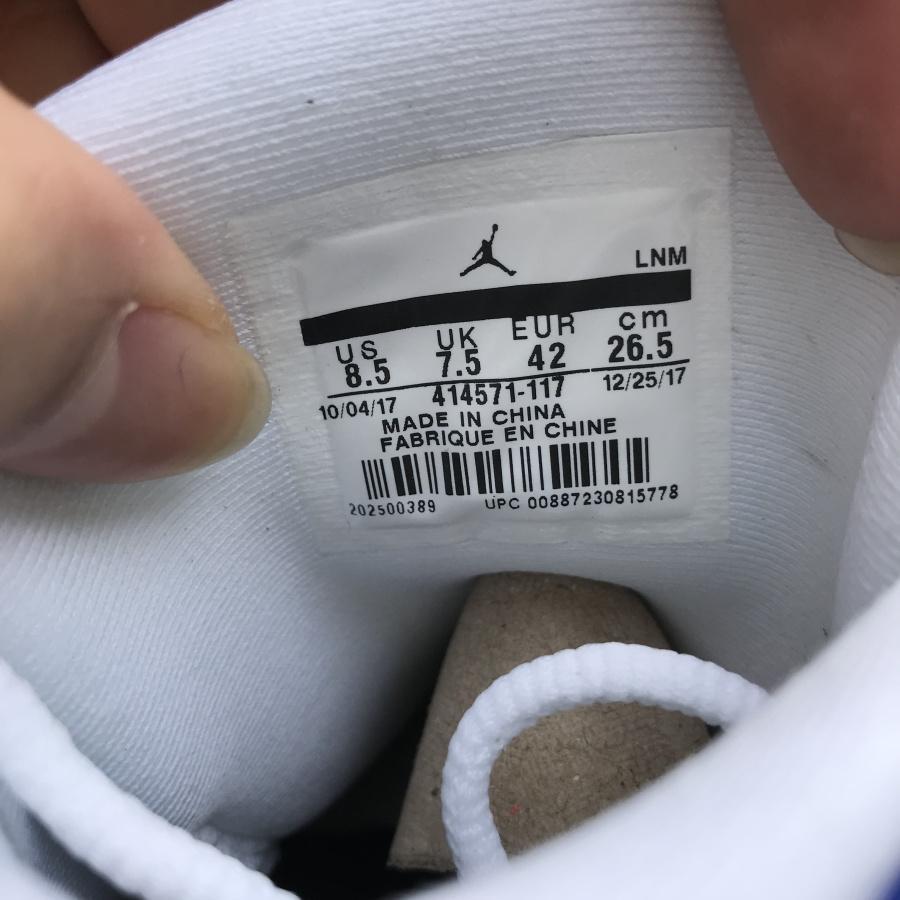 LNM
US UK EUR cm
8.5 7.5 42 26.5
10/04/17 414571-117 12/25/17
MADE IN CHINA
FABRIQUE EN CHINE
202500389 UPC 00887230815778